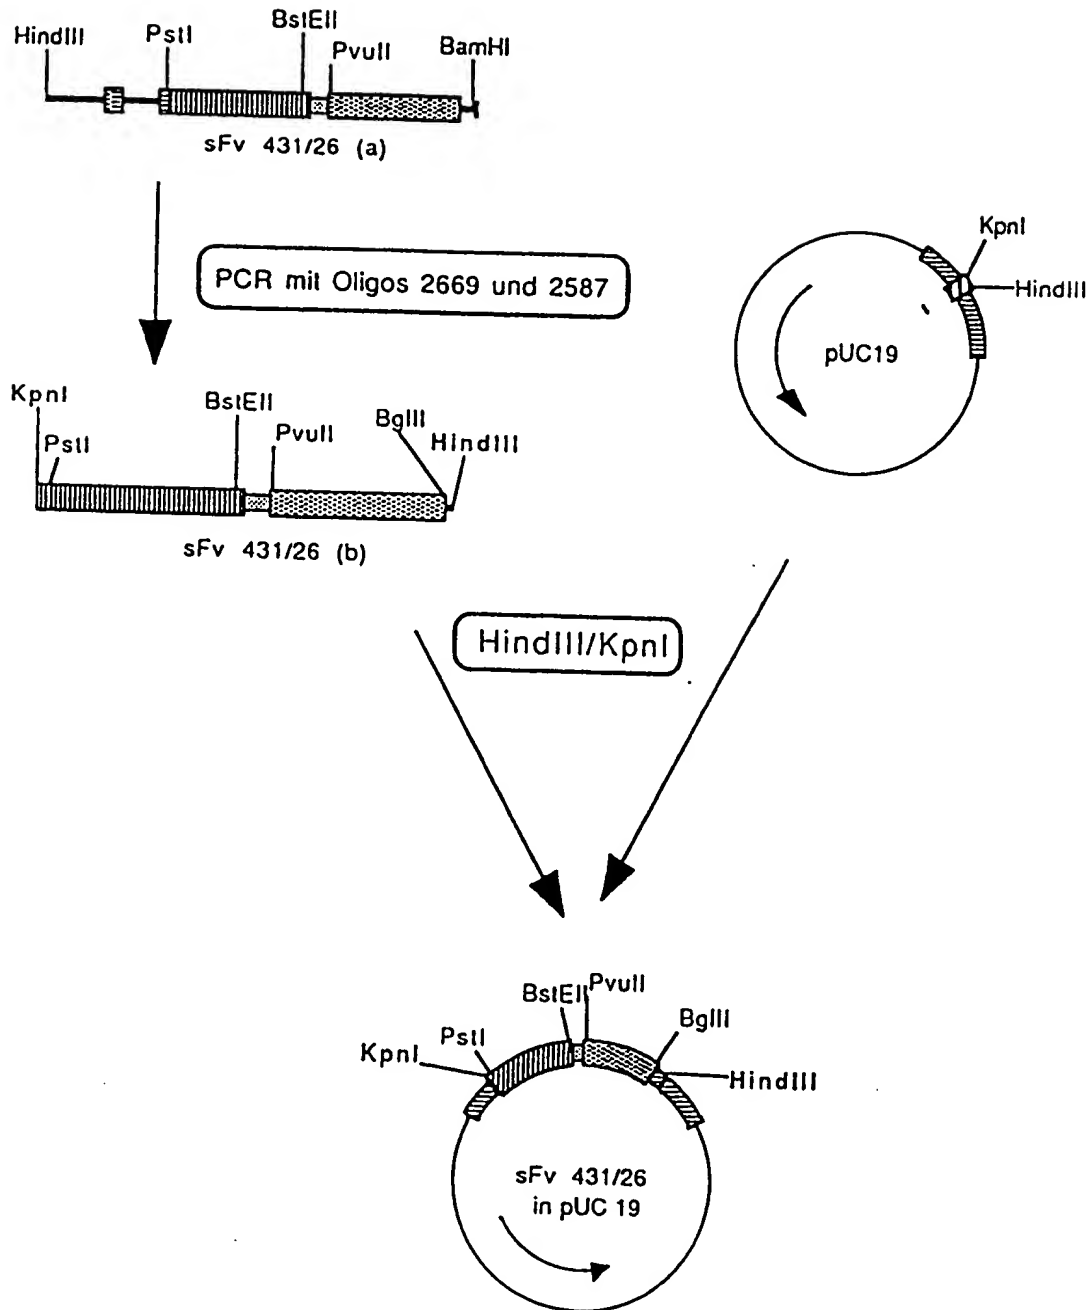 HindIII
PstI
BstEII
PvuII
BamHI
sFv 431/26 (a)
PCR mit Oligos 2669 und 2587
KpnI
HindIII
pUC19
KpnI
PstI
BstEII
PvuII
BglII
HindIII
sFv 431/26 (b)
HindIII/KpnI
KpnI
PstI
BstEII
PvuII
BglII
HindIII
sFv 431/26
in pUC 19